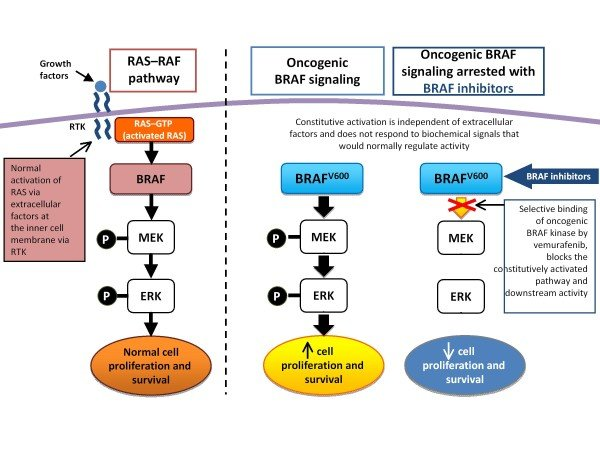 Growth
factors
RAS–RAF
pathway
Oncogenic
BRAF signaling
Oncogenic BRAF
signaling arrested with
BRAF inhibitors
RTK
RAS–GTP
(activated RAS)
Constitutive activation is independent of extracellular
factors and does not respond to biochemical signals that
would normally regulate activity
Normal
activation of
RAS via
extracellular
factors at
the inner cell
membrane via
RTK
BRAF
BRAFV600
BRAFV600
BRAF inhibitors
Selective binding
of oncogenic
BRAF kinase by
vemurafenib,
blocks the
constitutively activated
pathway and
downstream activity
P
MEK
P
MEK
MEK
P
ERK
P
ERK
ERK
Normal cell
proliferation and
survival
↑ cell
proliferation and
survival
↓ cell
proliferation and
survival